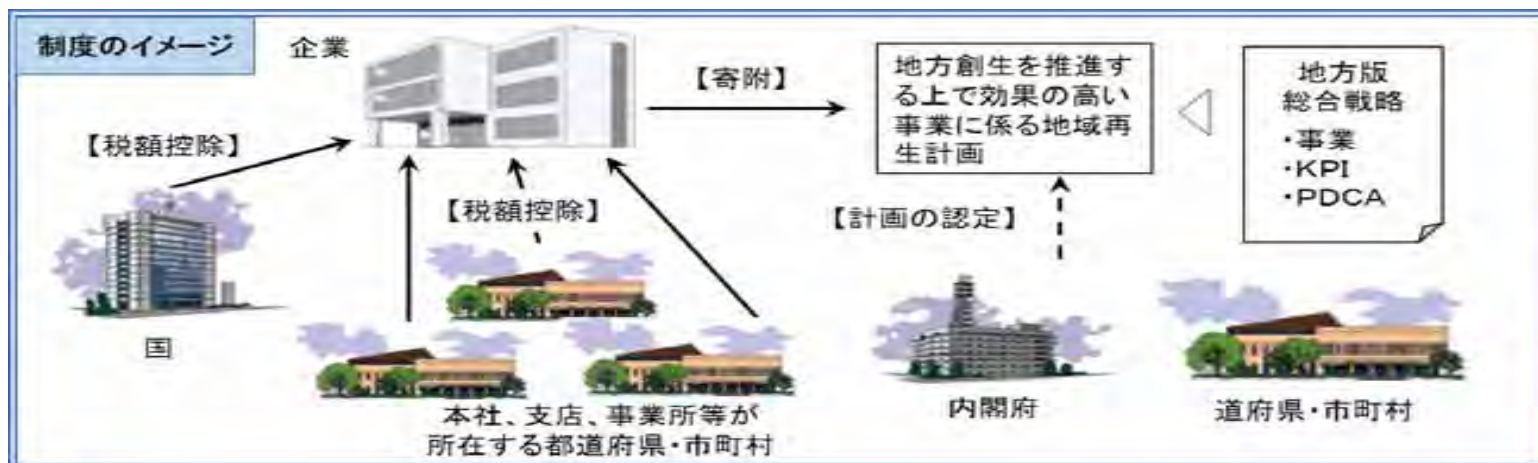 制度のイメージ
企業
【税額控除】
国
【税額控除】
本社、支店、事業所等が
所在する都道府県・市町村
【寄附】
地方創生を推進す
る上で効果の高い
事業に係る地域再
生計画
【計画の認定】
内閣府
地方版
総合戦略
・事業
・KPI
・PDCA
道府県・市町村